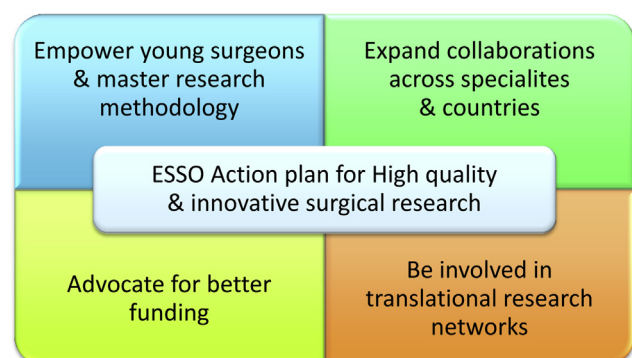 Empower young surgeons
& master research
methodology
Expand collaborations
across specialites
& countries
ESSO Action plan for High quality
& innovative surgical research
Advocate for better
funding
Be involved in
translational research
networks